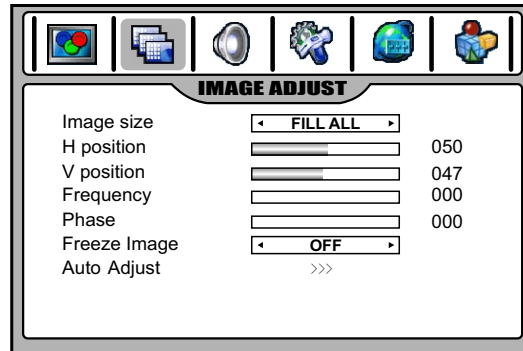 IMAGE ADJUST
Image size FILL ALL
H position 050
V position 047
Frequency 000
Phase 000
Freeze Image OFF
Auto Adjust >>>